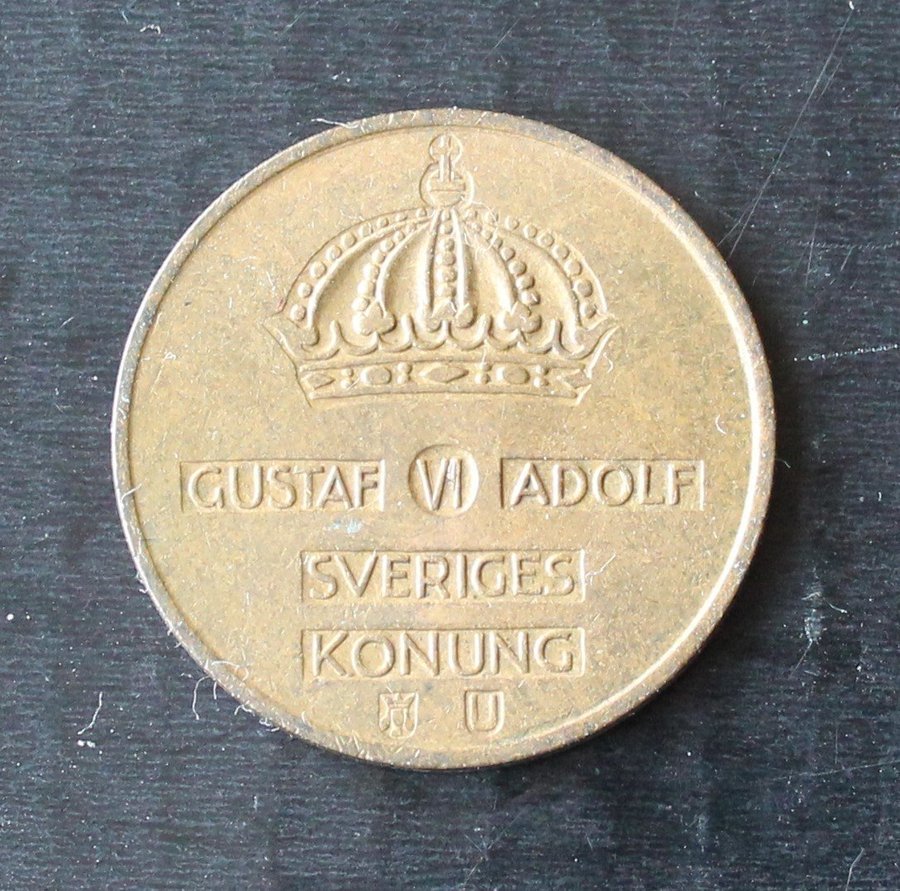 GUSTAF VI ADOLF
SVERIGES
KONUNG
U